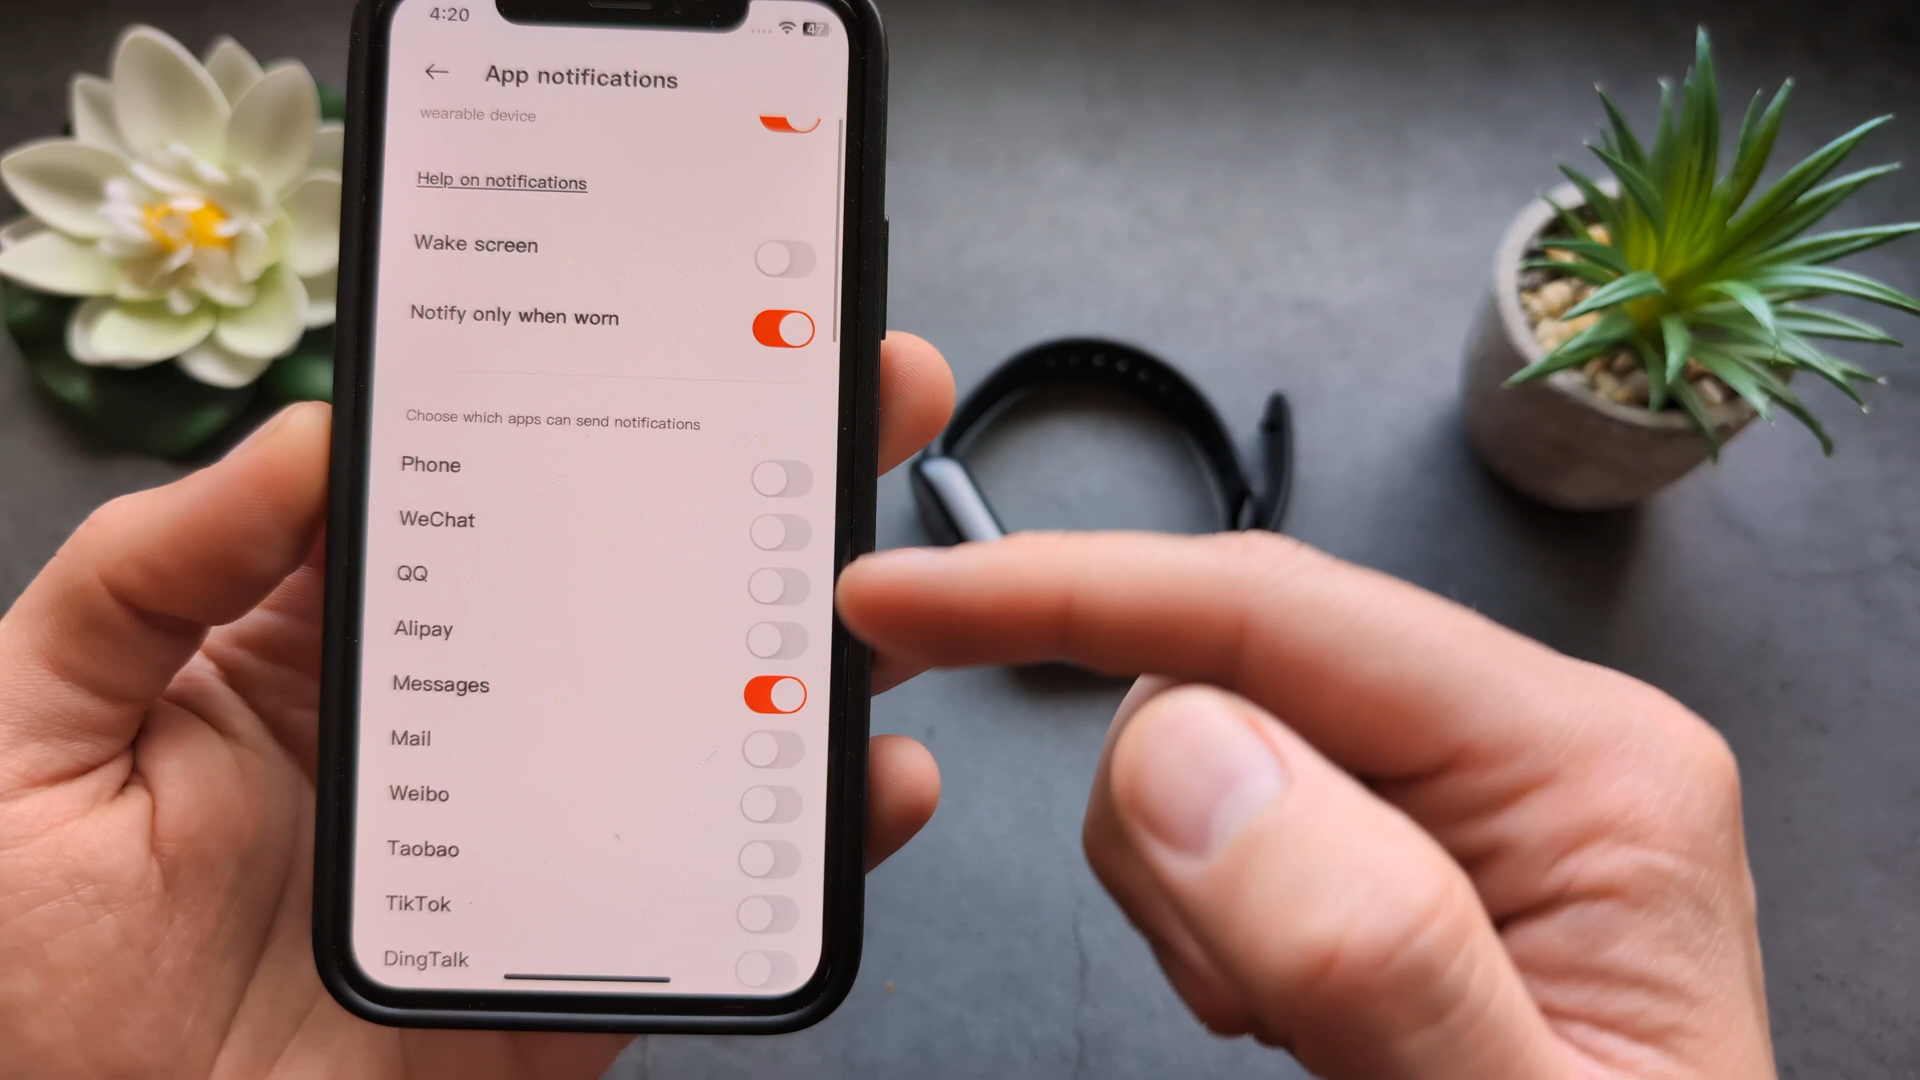 4:20
47
App notifications
wearable device
Help on notifications
Wake screen
Notify only when worn
Choose which apps can send notifications
Phone
WeChat
QQ
Alipay
Messages
Mail
Weibo
Taobao
TikTok
DingTalk